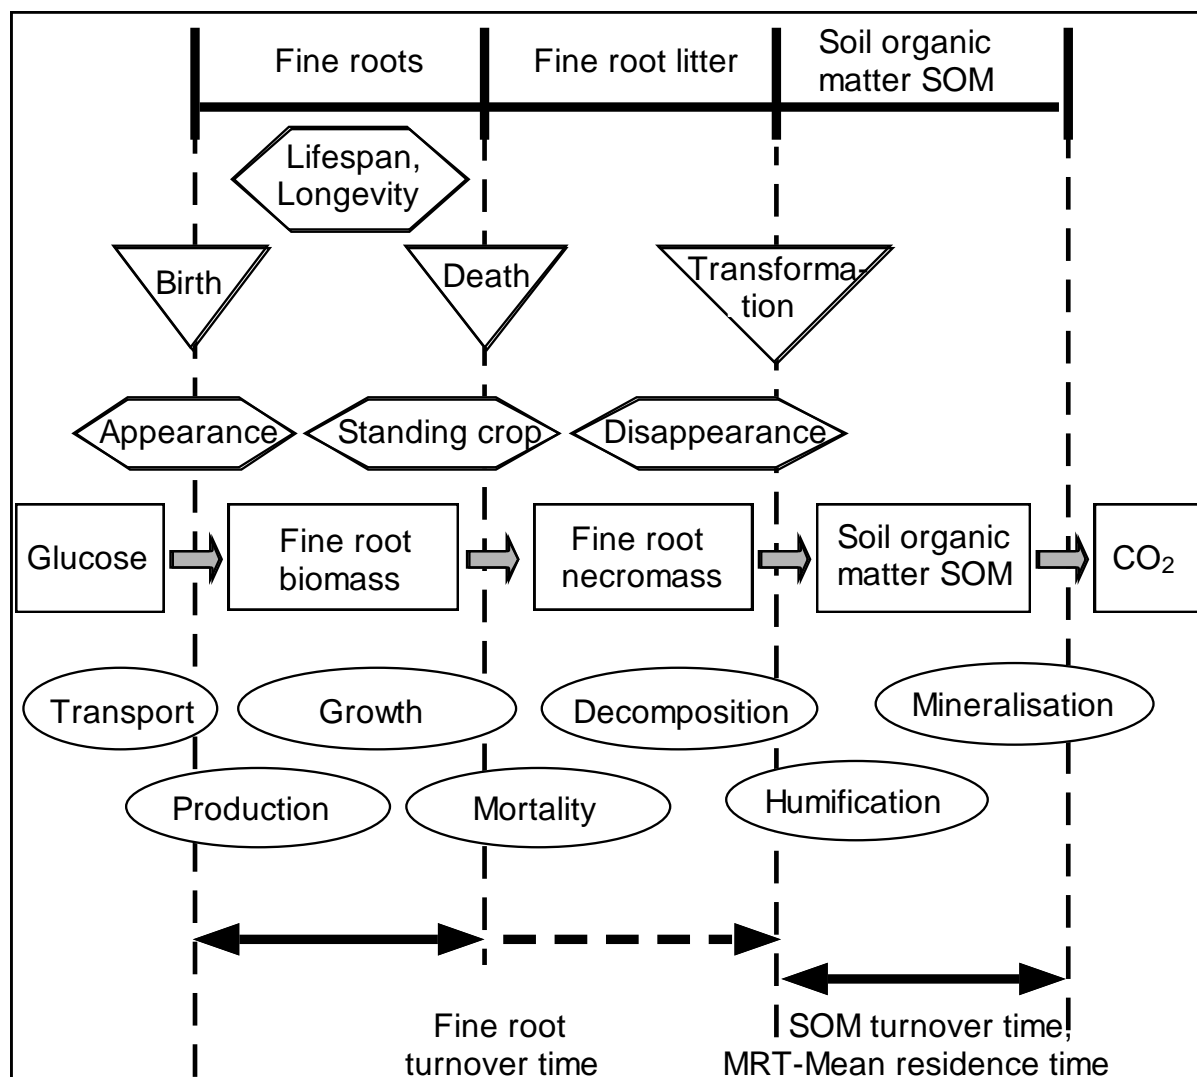 Fine roots
Fine root litter
Soil organic
matter SOM
Lifespan,
Longevity
Birth
Death
Transforma-
tion
Appearance
Standing crop
Disappearance
Glucose
Fine root
biomass
Fine root
necromass
Soil organic
matter SOM
CO₂
Transport
Growth
Decomposition
Mineralisation
Production
Mortality
Humification
Fine root
turnover time
SOM turnover time,
MRT-Mean residence time